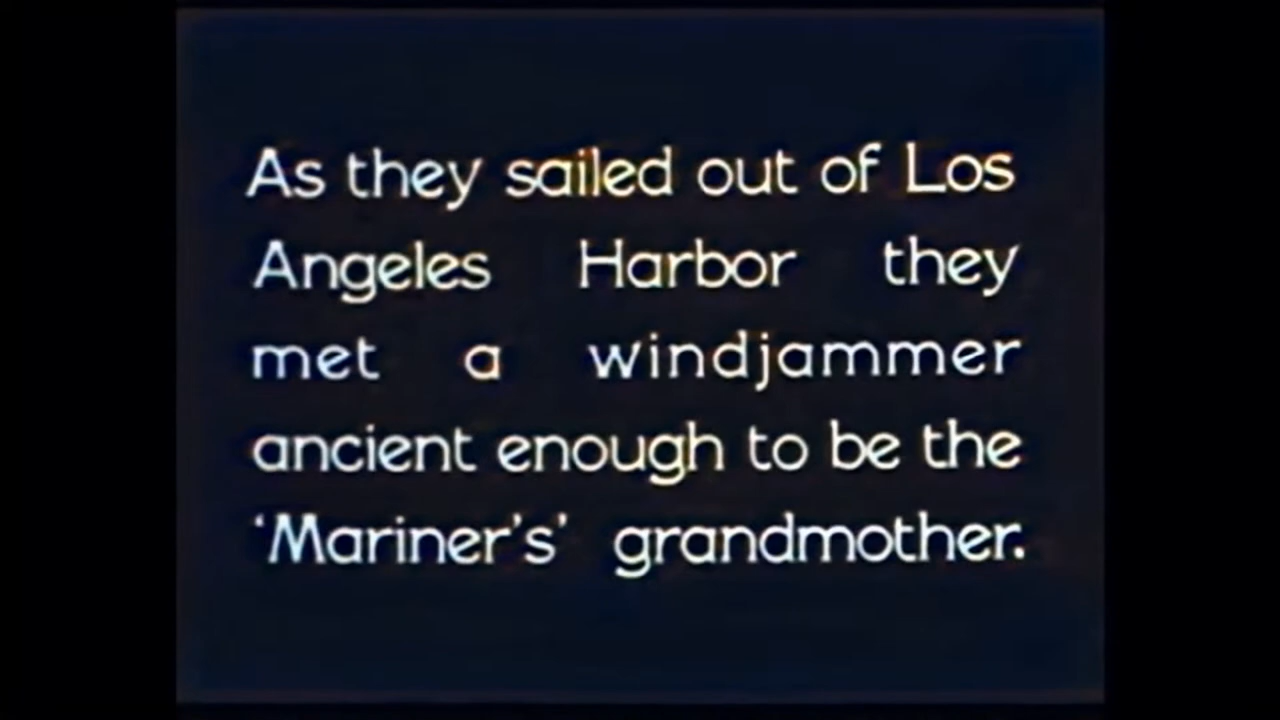 As they sailed out of Los
Angeles Harbor they
met a windjammer
ancient enough to be the
‘Mariner’s’ grandmother.